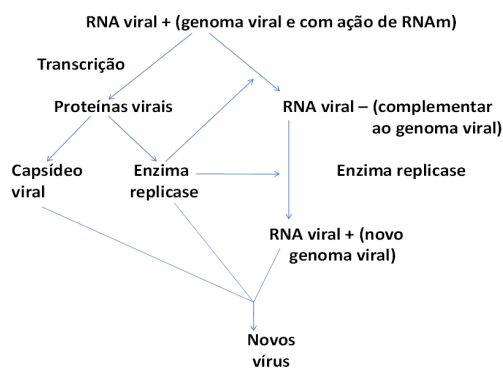 RNA viral + (genoma viral e com ação de RNAm)
Transcrição
Proteínas virais
RNA viral – (complementar
ao genoma viral)
Capsídeo
viral
Enzima
replicase
Enzima replicase
RNA viral + (novo
genoma viral)
Novos
vírus